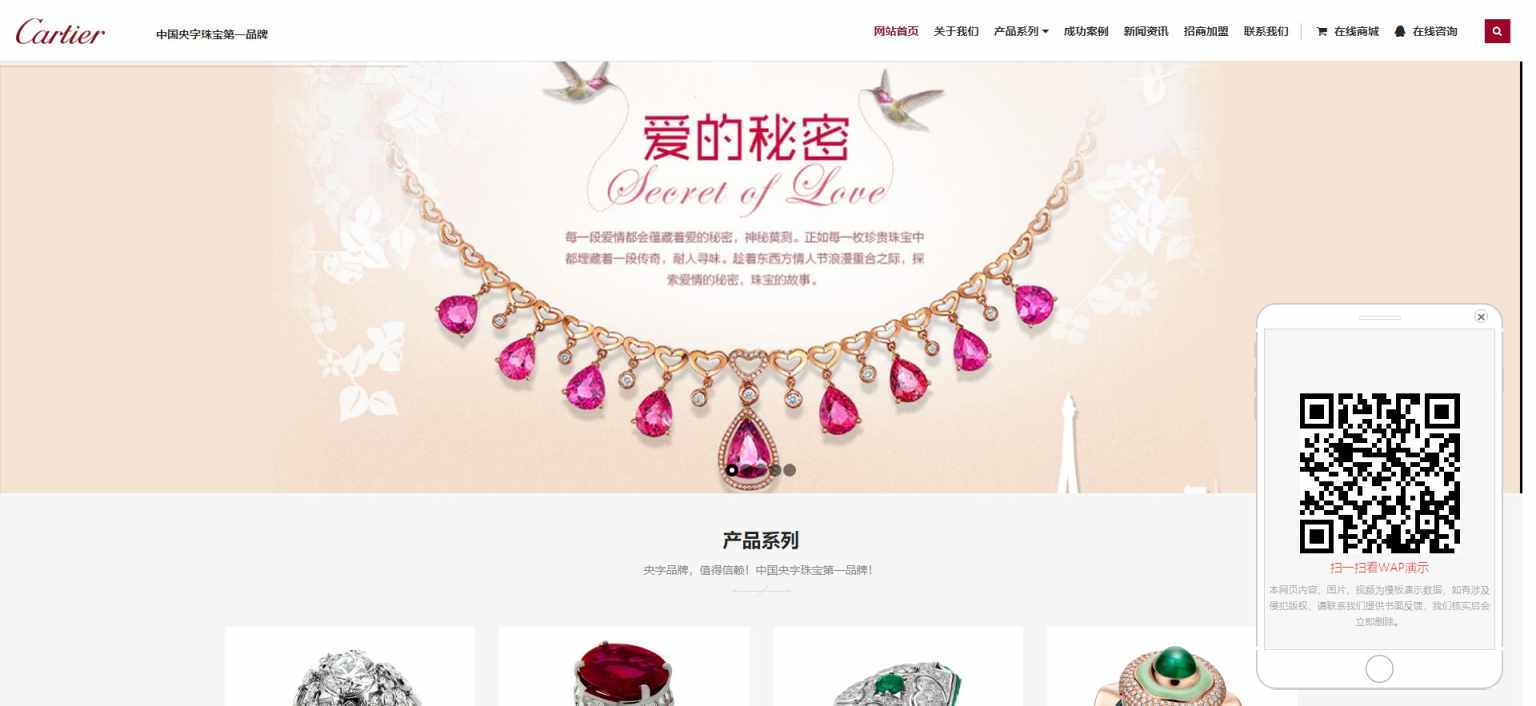 Cartier
中国央字珠宝第一品牌
网站首页 关于我们 产品系列 成功案例 新闻资讯 招商加盟 联系我们 在线商城 在线咨询
爱的秘密
Secret of Love
每一段爱情都会蕴藏着爱的秘密，神秘莫测。正如每一枚珍贵珠宝中
都埋藏着一段传奇，耐人寻味。趁着东西方情人节浪漫重合之际，探
索爱情的秘密，珠宝的故事。
产品系列
央字品牌，值得信赖！中国央字珠宝第一品牌！
扫一扫看WAP演示
本网页内容、图片、视频为模板演示数据，如有涉及
侵犯版权，请联系我们提供书面反馈，我们核实后会
立即删除。